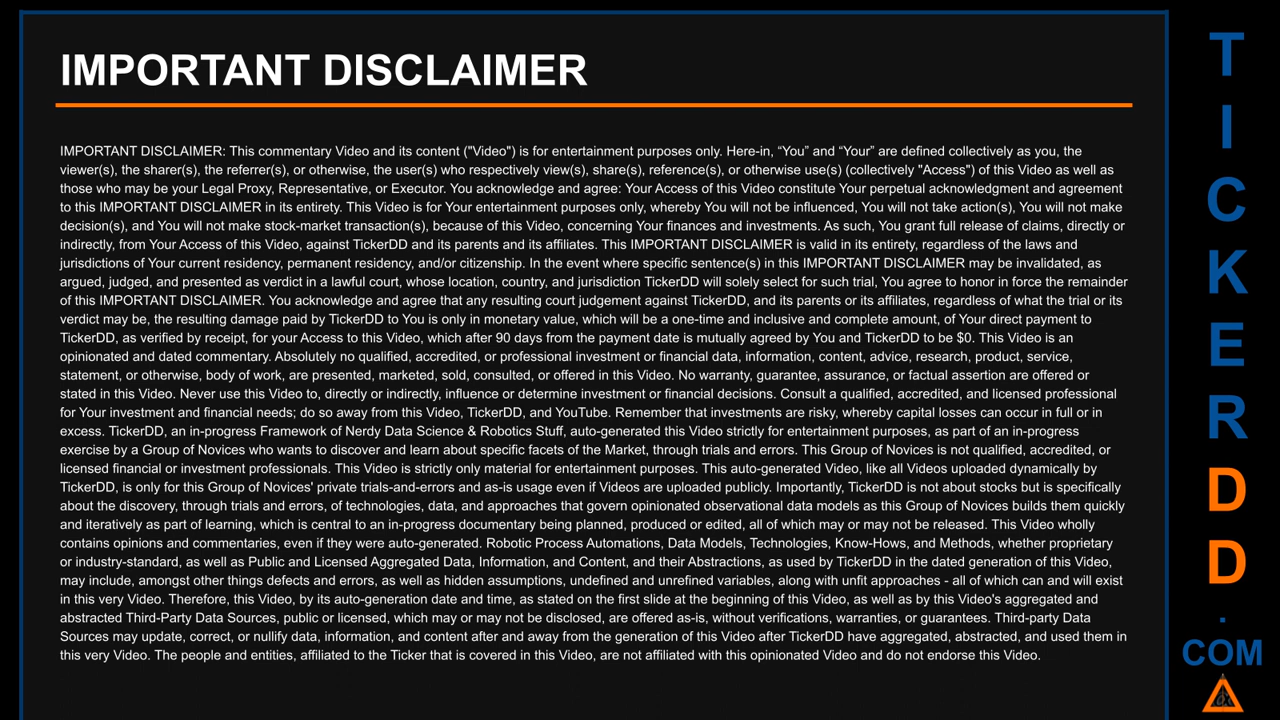 IMPORTANT DISCLAIMER
IMPORTANT DISCLAIMER: This commentary Video and its content ("Video") is for entertainment purposes only. Here-in, “You” and “Your” are defined collectively as you, the
viewer(s), the sharer(s), the referrer(s), or otherwise, the user(s) who respectively view(s), share(s), reference(s), or otherwise use(s) (collectively "Access") of this Video as well as
those who may be your Legal Proxy, Representative, or Executor. You acknowledge and agree: Your Access of this Video constitute Your perpetual acknowledgment and agreement
to this IMPORTANT DISCLAIMER in its entirety. This Video is for Your entertainment purposes only, whereby You will not be influenced, You will not take action(s), You will not make
decision(s), and You will not make stock-market transaction(s), because of this Video, concerning Your finances and investments. As such, You grant full release of claims, directly or
indirectly, from Your Access of this Video, against TickerDD and its parents and its affiliates. This IMPORTANT DISCLAIMER is valid in its entirety, regardless of the laws and
jurisdictions of Your current residency, permanent residency, and/or citizenship. In the event where specific sentence(s) in this IMPORTANT DISCLAIMER may be invalidated, as
argued, judged, and presented as verdict in a lawful court, whose location, country, and jurisdiction TickerDD will solely select for such trial, You agree to honor in force the remainder
of this IMPORTANT DISCLAIMER. You acknowledge and agree that any resulting court judgement against TickerDD, and its parents or its affiliates, regardless of what the trial or its
verdict may be, the resulting damage paid by TickerDD to You is only in monetary value, which will be a one-time and inclusive and complete amount, of Your direct payment to
TickerDD, as verified by receipt, for your Access to this Video, which after 90 days from the payment date is mutually agreed by You and TickerDD to be $0. This Video is an
opinionated and dated commentary. Absolutely no qualified, accredited, or professional investment or financial data, information, content, advice, research, product, service,
statement, or otherwise, body of work, are presented, marketed, sold, consulted, or offered in this Video. No warranty, guarantee, assurance, or factual assertion are offered or
stated in this Video. Never use this Video to, directly or indirectly, influence or determine investment or financial decisions. Consult a qualified, accredited, and licensed professional
for Your investment and financial needs; do so away from this Video, TickerDD, and YouTube. Remember that investments are risky, whereby capital losses can occur in full or in
excess. TickerDD, an in-progress Framework of Nerdy Data Science & Robotics Stuff, auto-generated this Video strictly for entertainment purposes, as part of an in-progress
exercise by a Group of Novices who wants to discover and learn about specific facets of the Market, through trials and errors. This Group of Novices is not qualified, accredited, or
licensed financial or investment professionals. This Video is strictly only material for entertainment purposes. This auto-generated Video, like all Videos uploaded dynamically by
TickerDD, is only for this Group of Novices' private trials-and-errors and as-is usage even if Videos are uploaded publicly. Importantly, TickerDD is not about stocks but is specifically
about the discovery, through trials and errors, of technologies, data, and approaches that govern opinionated observational data models as this Group of Novices builds them quickly
and iteratively as part of learning, which is central to an in-progress documentary being planned, produced or edited, all of which may or may not be released. This Video wholly
contains opinions and commentaries, even if they were auto-generated. Robotic Process Automations, Data Models, Technologies, Know-Hows, and Methods, whether proprietary
or industry-standard, as well as Public and Licensed Aggregated Data, Information, and Content, and their Abstractions, as used by TickerDD in the dated generation of this Video,
may include, amongst other things defects and errors, as well as hidden assumptions, undefined and unrefined variables, along with unfit approaches - all of which can and will exist
in this very Video. Therefore, this Video, by its auto-generation date and time, as stated on the first slide at the beginning of this Video, as well as by this Video's aggregated and
abstracted Third-Party Data Sources, public or licensed, which may or may not be disclosed, are offered as-is, without verifications, warranties, or guarantees. Third-party Data
Sources may update, correct, or nullify data, information, and content after and away from the generation of this Video after TickerDD have aggregated, abstracted, and used them in
this very Video. The people and entities, affiliated to the Ticker that is covered in this Video, are not affiliated with this opinionated Video and do not endorse this Video.
T
I
C
K
E
R
D
D
.
COM